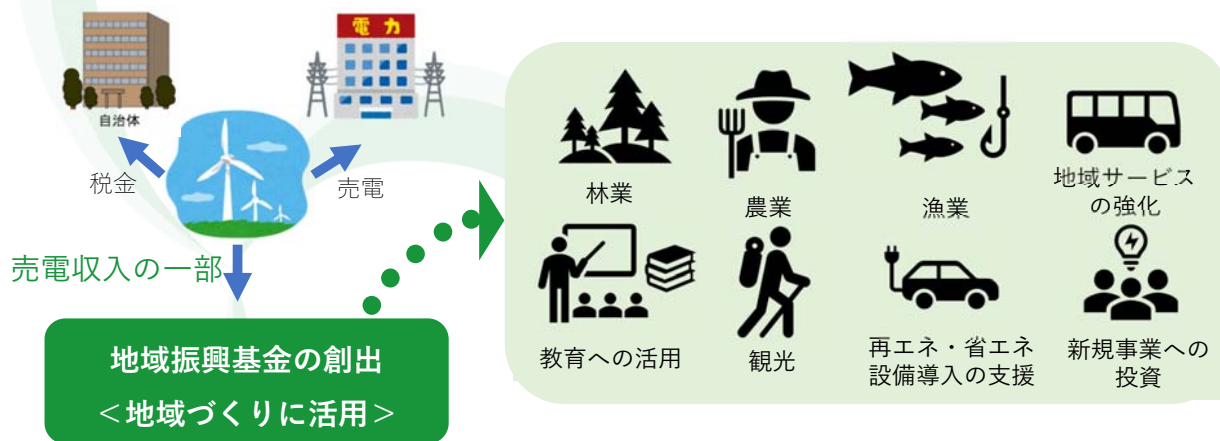 電力
自治体
税金
売電
売電収入の一部
地域振興基金の創出
＜地域づくりに活用＞
林業
農業
漁業
地域サービス
の強化
教育への活用
観光
再エネ・省エネ
設備導入の支援
新規事業への
投資